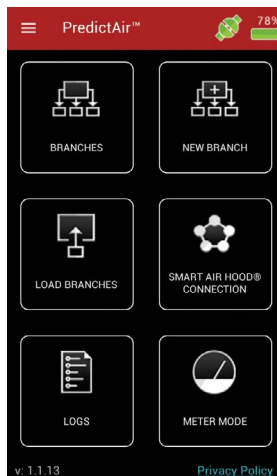 PredictAir™
78%
BRANCHES
NEW BRANCH
LOAD BRANCHES
SMART AIR HOOD®
CONNECTION
LOGS
METER MODE
v: 1.1.13
Privacy Policy